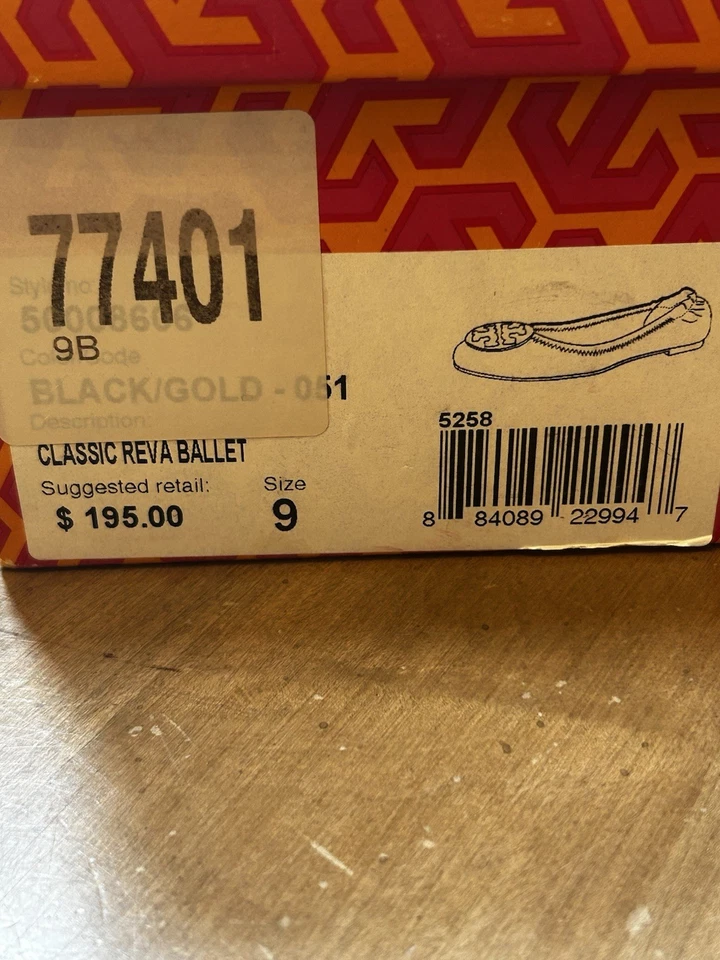 77401
9B
Style no:
50008606
Color code
BLACK/GOLD - 051
Description:
CLASSIC REVA BALLET
Suggested retail:
$ 195.00
Size
9
5258
8 84089 22994 7